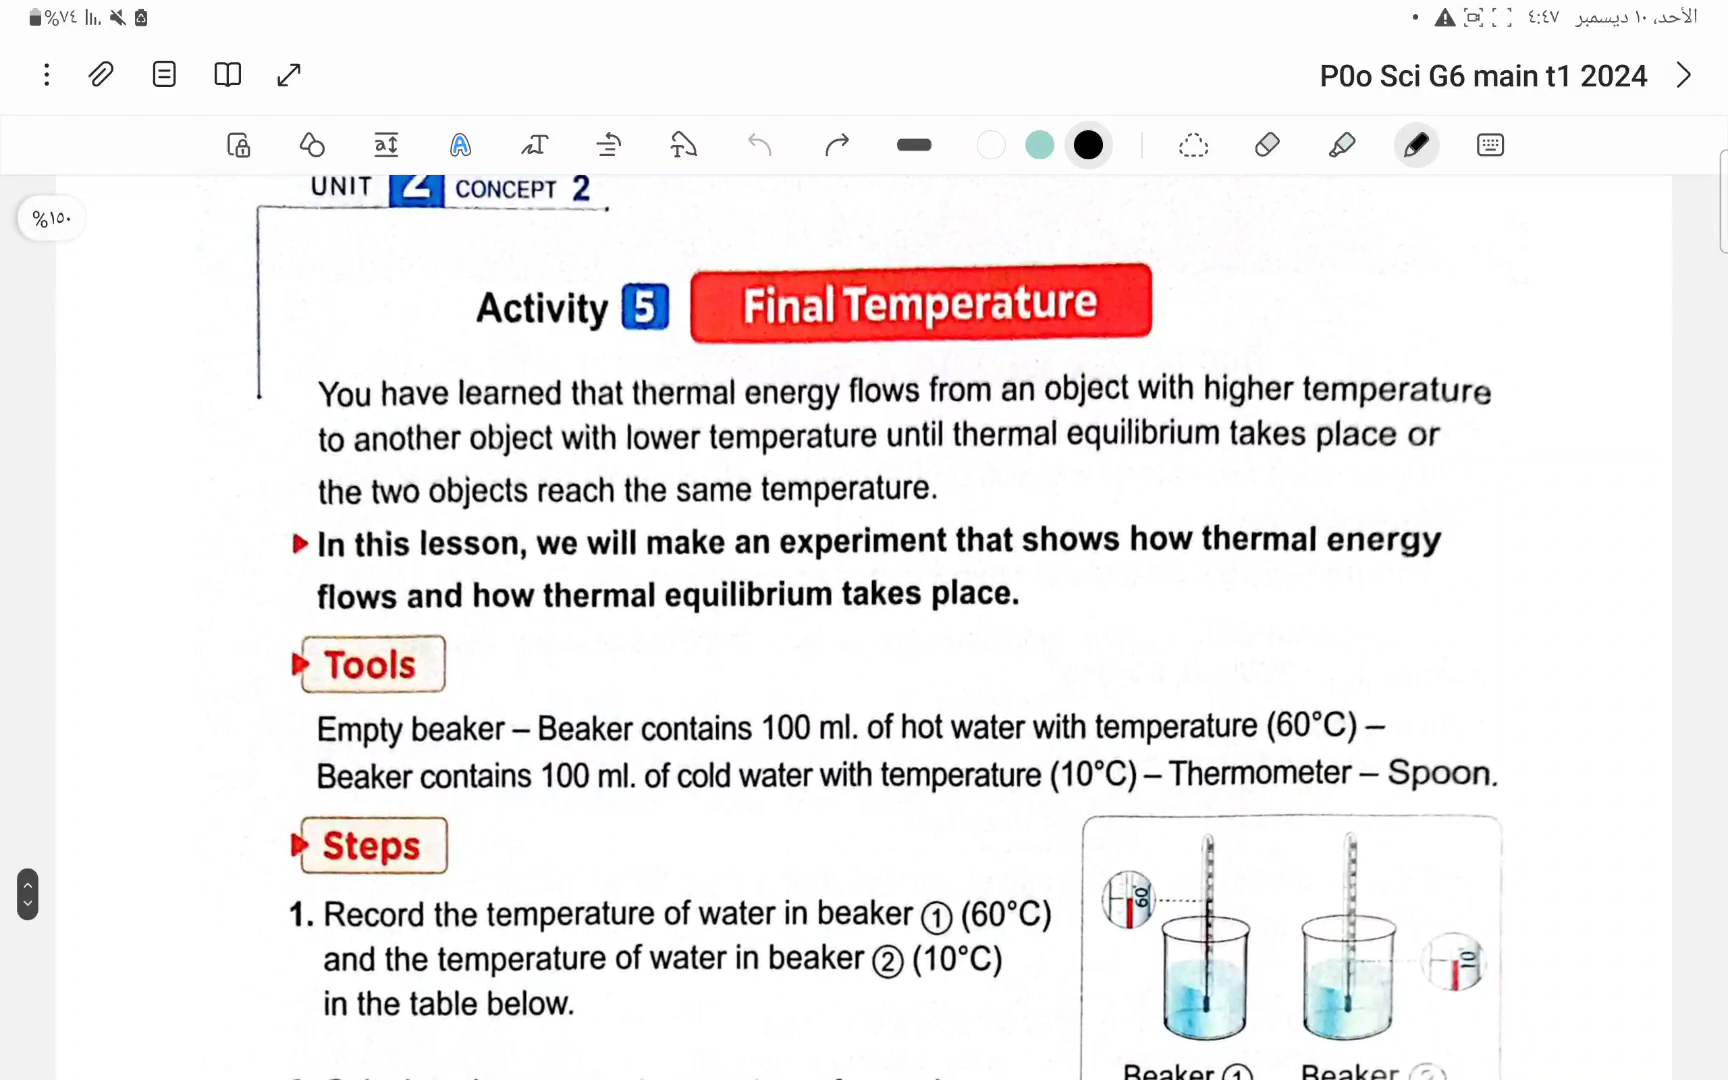 %٧٤
الأحد، ١٠ ديسمبر ٤:٤٧
P0o Sci G6 main t1 2024
%١٥٠
UNIT 2 CONCEPT 2
Activity 5 Final Temperature
You have learned that thermal energy flows from an object with higher temperature
to another object with lower temperature until thermal equilibrium takes place or
the two objects reach the same temperature.
In this lesson, we will make an experiment that shows how thermal energy
flows and how thermal equilibrium takes place.
Tools
Empty beaker – Beaker contains 100 ml. of hot water with temperature (60°C) –
Beaker contains 100 ml. of cold water with temperature (10°C) – Thermometer – Spoon.
Steps
1. Record the temperature of water in beaker ① (60°C)
and the temperature of water in beaker ② (10°C)
in the table below.
60
10
Beaker ① Beaker ②